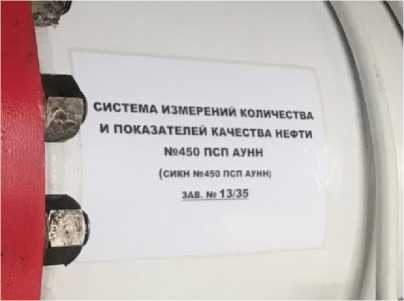 СИСТЕМА ИЗМЕРЕНИЙ КОЛИЧЕСТВА
И ПОКАЗАТЕЛЕЙ КАЧЕСТВА НЕФТИ
№450 ПСП АУНН
(СИКН №450 ПСП АУНН)
ЗАВ. № 13/35